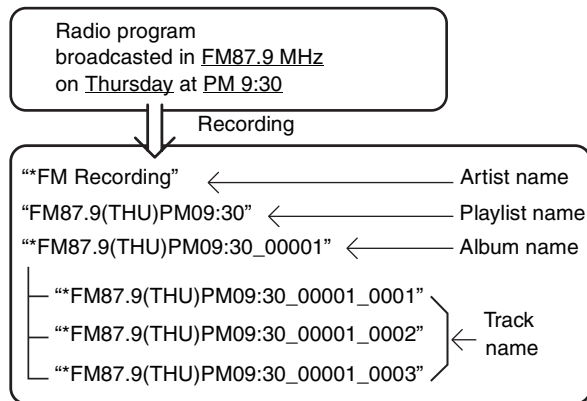 Radio program
broadcasted in FM87.9 MHz
on Thursday at PM 9:30
Recording
“*FM Recording” Artist name
“FM87.9(THU)PM09:30” Playlist name
“*FM87.9(THU)PM09:30_00001” Album name
“*FM87.9(THU)PM09:30_00001_0001”
“*FM87.9(THU)PM09:30_00001_0002”
“*FM87.9(THU)PM09:30_00001_0003”
Track
name